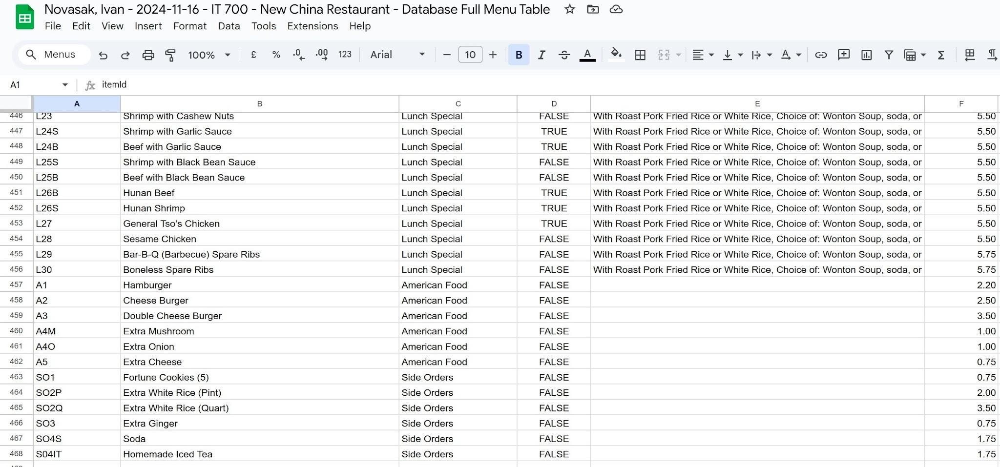 Novasak, Ivan - 2024-11-16 - IT 700 - New China Restaurant - Database Full Menu Table
File Edit View Insert Format Data Tools Extensions Help
Menus 100% £ % .0 .00 123 Arial 10 B I A A Σ
A1 fx itemId
A B C D E F
446 L23 Shrimp with Cashew Nuts Lunch Special FALSE With Roast Pork Fried Rice or White Rice, Choice of: Wonton Soup, soda, or 5.50
447 L24S Shrimp with Garlic Sauce Lunch Special TRUE With Roast Pork Fried Rice or White Rice, Choice of: Wonton Soup, soda, or 5.50
448 L24B Beef with Garlic Sauce Lunch Special TRUE With Roast Pork Fried Rice or White Rice, Choice of: Wonton Soup, soda, or 5.50
449 L25S Shrimp with Black Bean Sauce Lunch Special FALSE With Roast Pork Fried Rice or White Rice, Choice of: Wonton Soup, soda, or 5.50
450 L25B Beef with Black Bean Sauce Lunch Special FALSE With Roast Pork Fried Rice or White Rice, Choice of: Wonton Soup, soda, or 5.50
451 L26B Hunan Beef Lunch Special TRUE With Roast Pork Fried Rice or White Rice, Choice of: Wonton Soup, soda, or 5.50
452 L26S Hunan Shrimp Lunch Special TRUE With Roast Pork Fried Rice or White Rice, Choice of: Wonton Soup, soda, or 5.50
453 L27 General Tso's Chicken Lunch Special TRUE With Roast Pork Fried Rice or White Rice, Choice of: Wonton Soup, soda, or 5.50
454 L28 Sesame Chicken Lunch Special FALSE With Roast Pork Fried Rice or White Rice, Choice of: Wonton Soup, soda, or 5.50
455 L29 Bar-B-Q (Barbecue) Spare Ribs Lunch Special FALSE With Roast Pork Fried Rice or White Rice, Choice of: Wonton Soup, soda, or 5.75
456 L30 Boneless Spare Ribs Lunch Special FALSE With Roast Pork Fried Rice or White Rice, Choice of: Wonton Soup, soda, or 5.75
457 A1 Hamburger American Food FALSE 2.20
458 A2 Cheese Burger American Food FALSE 2.50
459 A3 Double Cheese Burger American Food FALSE 3.50
460 A4M Extra Mushroom American Food FALSE 1.00
461 A4O Extra Onion American Food FALSE 1.00
462 A5 Extra Cheese American Food FALSE 0.75
463 SO1 Fortune Cookies (5) Side Orders FALSE 0.75
464 SO2P Extra White Rice (Pint) Side Orders FALSE 2.00
465 SO2Q Extra White Rice (Quart) Side Orders FALSE 3.50
466 SO3 Extra Ginger Side Orders FALSE 0.75
467 SO4S Soda Side Orders FALSE 1.75
468 S04IT Homemade Iced Tea Side Orders FALSE 1.75